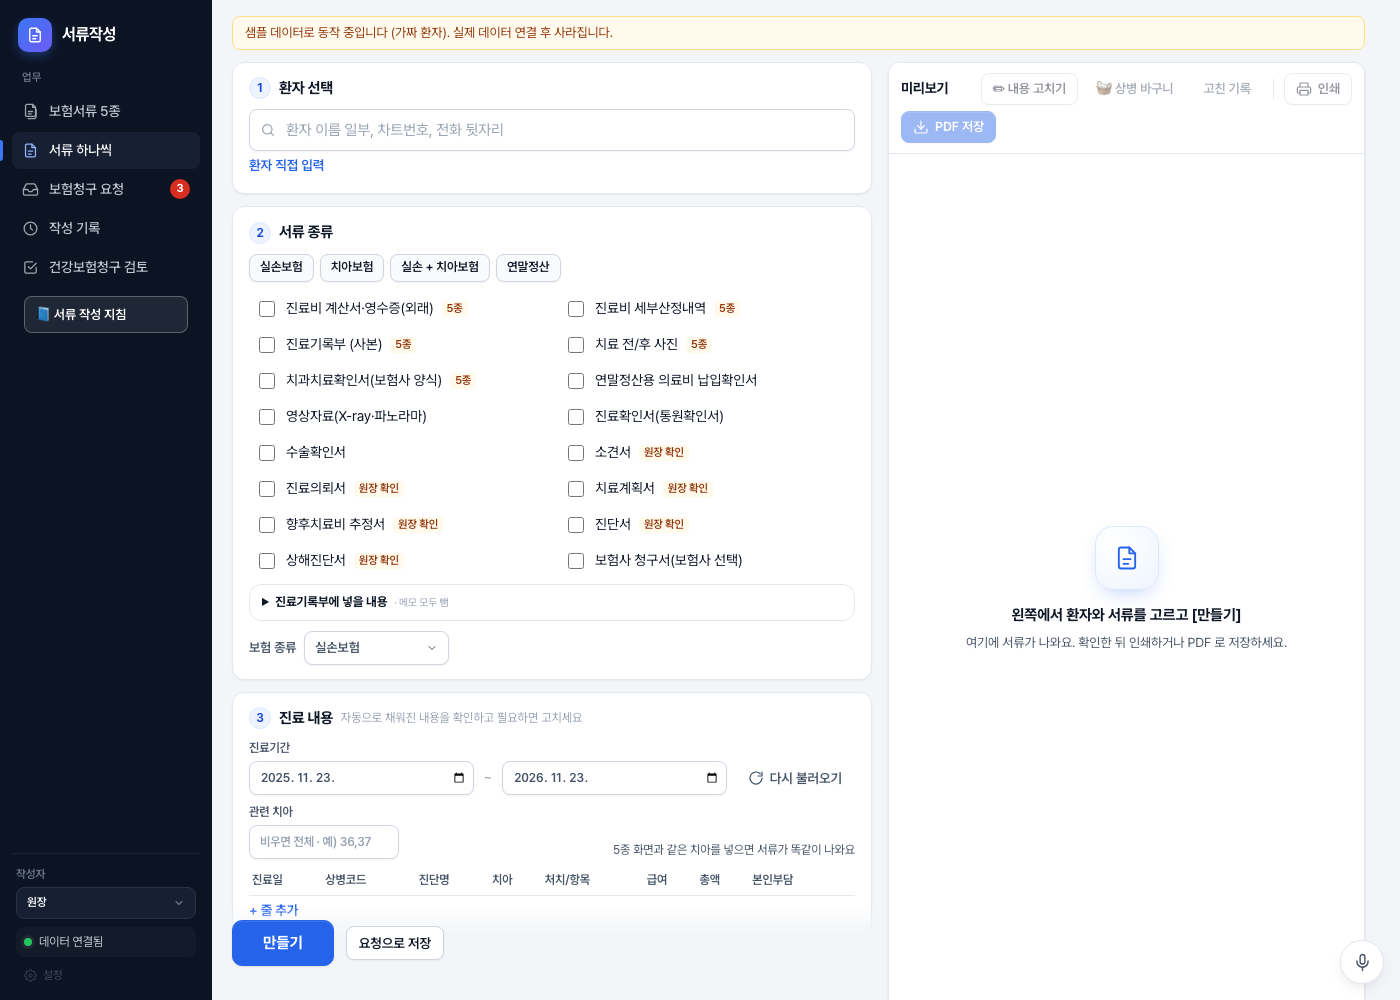 서류작성
업무
보험서류 5종
서류 하나씩
보험청구 요청 3
작성 기록
건강보험청구 검토
서류 작성 지침
작성자
원장
데이터 연결됨
설정
샘플 데이터로 동작 중입니다 (가짜 환자). 실제 데이터 연결 후 사라집니다.
1 환자 선택
환자 이름 일부, 차트번호, 전화 뒷자리
환자 직접 입력
2 서류 종류
실손보험 치아보험 실손 + 치아보험 연말정산
진료비 계산서·영수증(외래) 5종 진료비 세부산정내역 5종
진료기록부 (사본) 5종 치료 전/후 사진 5종
치과치료확인서(보험사 양식) 5종 연말정산용 의료비 납입확인서
영상자료(X-ray·파노라마) 진료확인서(통원확인서)
수술확인서 소견서 원장 확인
진료의뢰서 원장 확인 치료계획서 원장 확인
향후치료비 추정서 원장 확인 진단서 원장 확인
상해진단서 원장 확인 보험사 청구서(보험사 선택)
▶ 진료기록부에 넣을 내용 · 메모 모두 뺌
보험 종류 실손보험
3 진료 내용 자동으로 채워진 내용을 확인하고 필요하면 고치세요
진료기간
2025. 11. 23. ~ 2026. 11. 23. 다시 불러오기
관련 치아
비우면 전체 · 예) 36,37 5종 화면과 같은 치아를 넣으면 서류가 똑같이 나와요
진료일 상병코드 진단명 치아 처치/항목 급여 총액 본인부담
+ 줄 추가
만들기 요청으로 저장
미리보기 ✏ 내용 고치기 상병 바구니 고친 기록 인쇄
PDF 저장
왼쪽에서 환자와 서류를 고르고 [만들기]
여기에 서류가 나와요. 확인한 뒤 인쇄하거나 PDF 로 저장하세요.